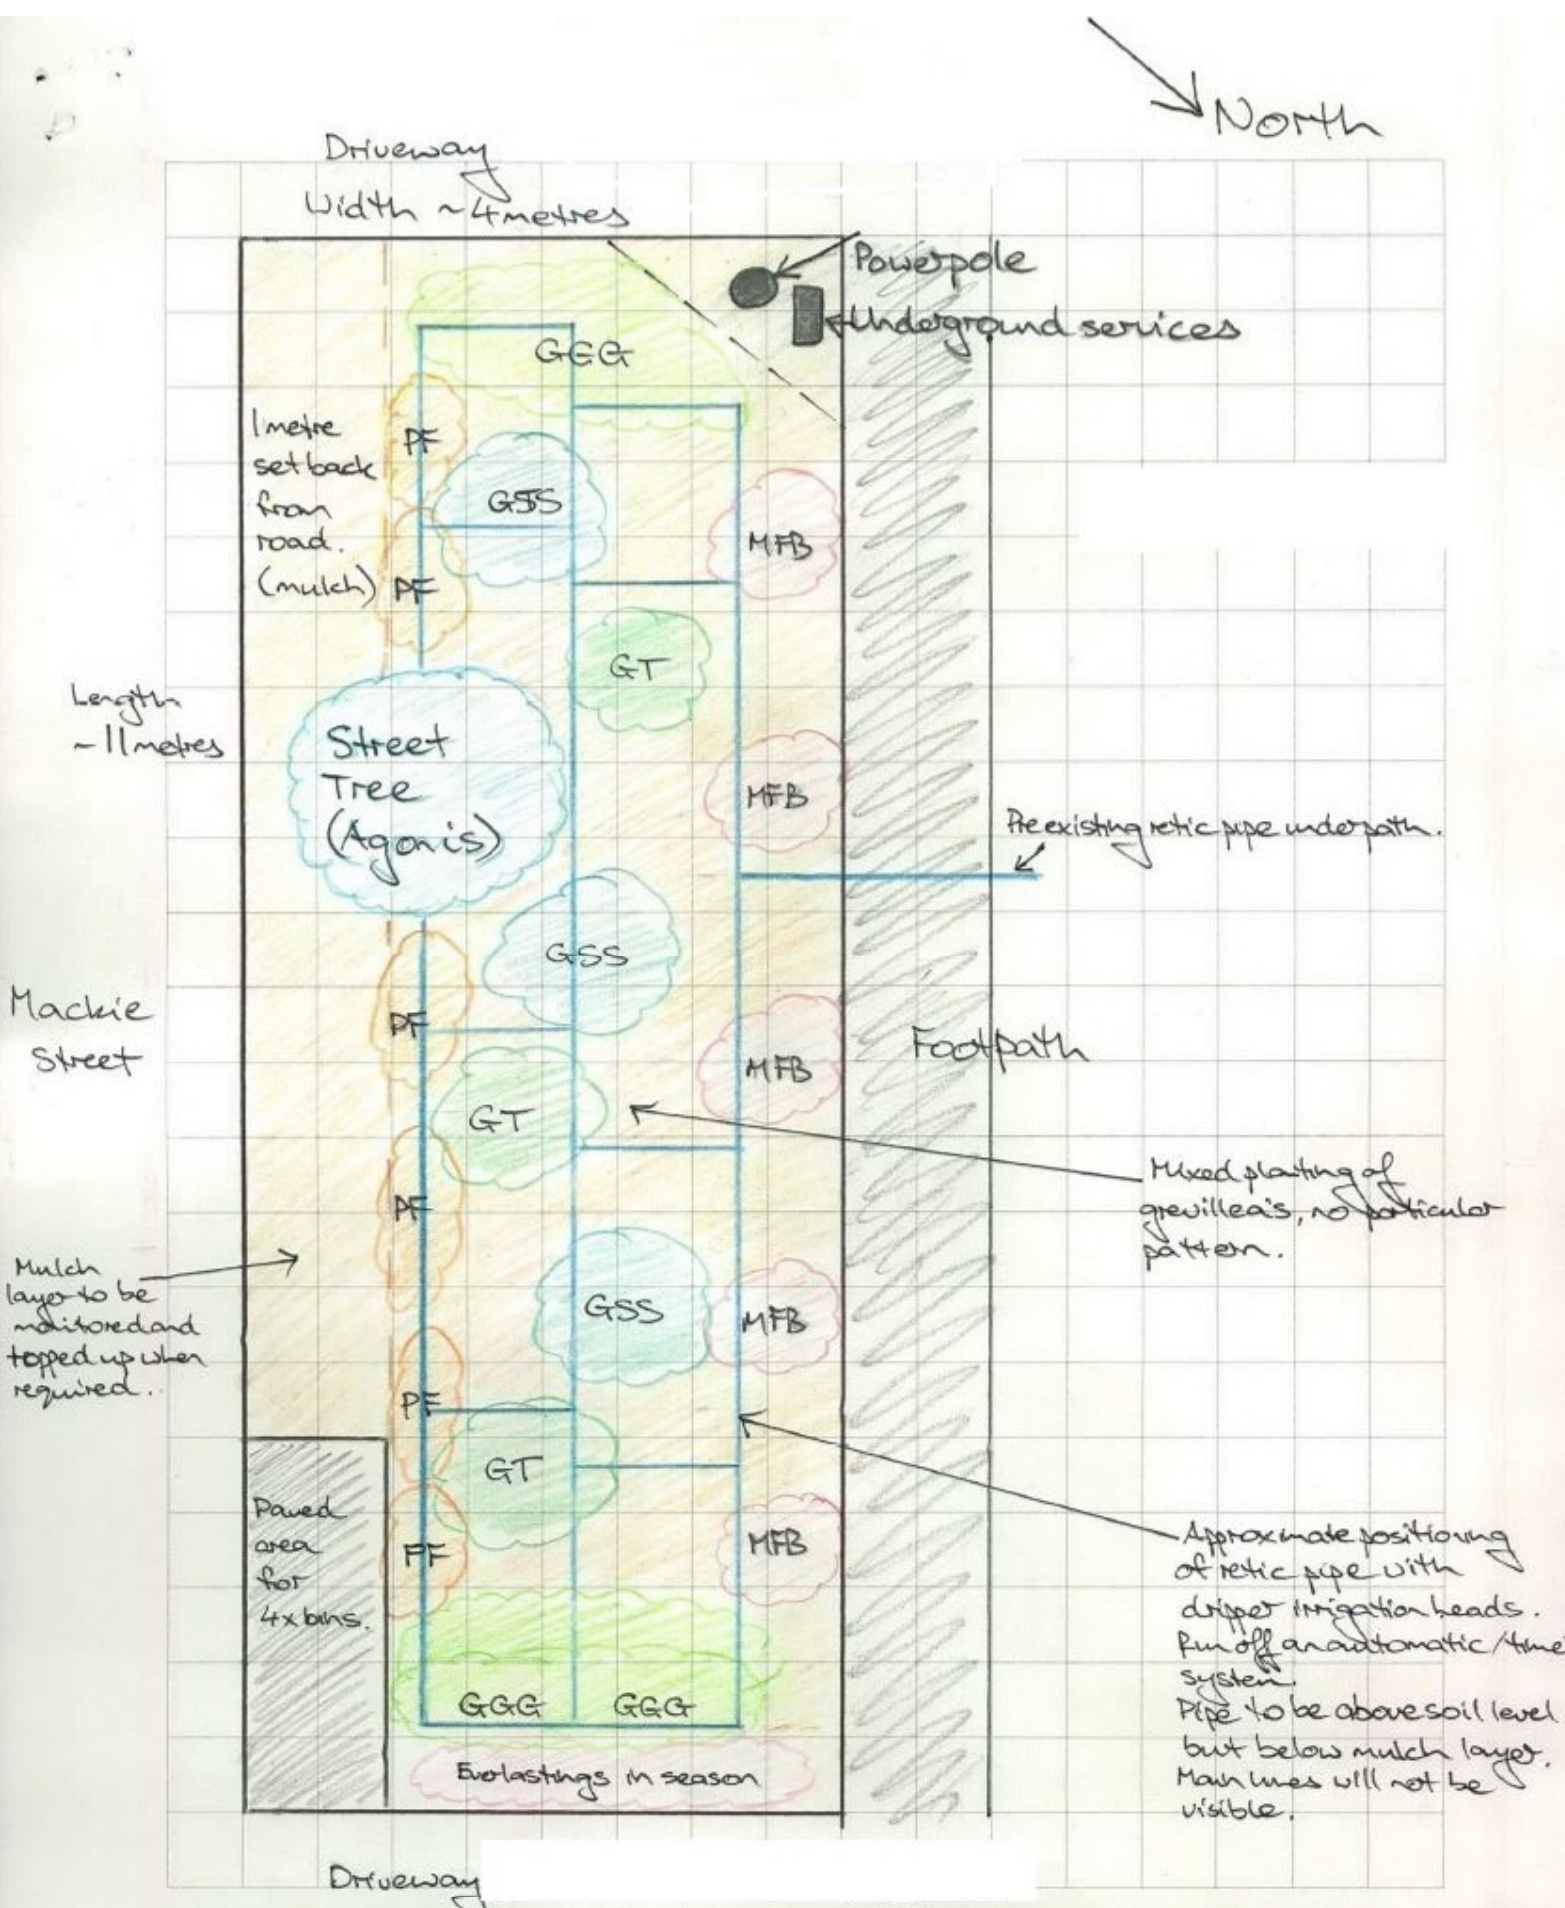 North
Driveway
Width ~4metres
Powerpole
Underground services
GGG
1 metre
set back
from
road.
(mulch)
PF
GSS
MFB
PF
GT
Length
~11metres
Street
Tree
(Agonis)
MFB
Preexisting retic pipe underpath.
GSS
Mackie
Street
PF
Footpath
MFB
GT
Mixed planting of
grevillea's, no particular
pattern.
PF
Mulch
layer to be
monitored and
topped up when
required.
GSS
MFB
PF
GT
Paved
area
for
4x bins.
PF
MFB
Approximate positioning
of retic pipe with
dripper irrigation heads.
Run off an automatic/time
system.
Pipe to be above soil level
but below mulch layer.
Main lines will not be
visible.
GGG GGG
Everlastings in season
Driveway